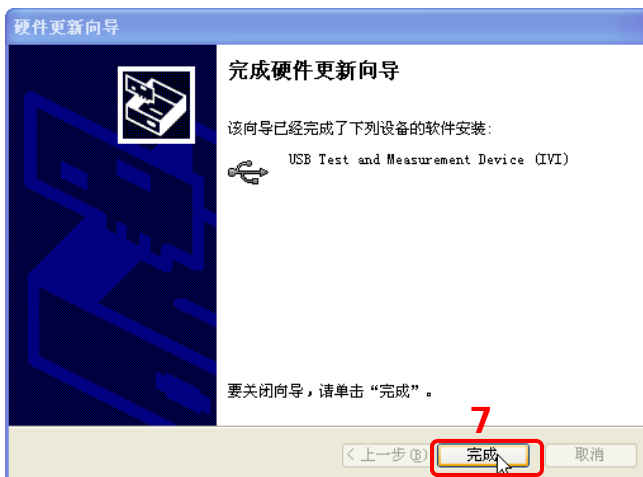 硬件更新向导
完成硬件更新向导
该向导已经完成了下列设备的软件安装:
USB Test and Measurement Device (IVI)
要关闭向导，请单击“完成”。
7
< 上一步(B) 完成 取消